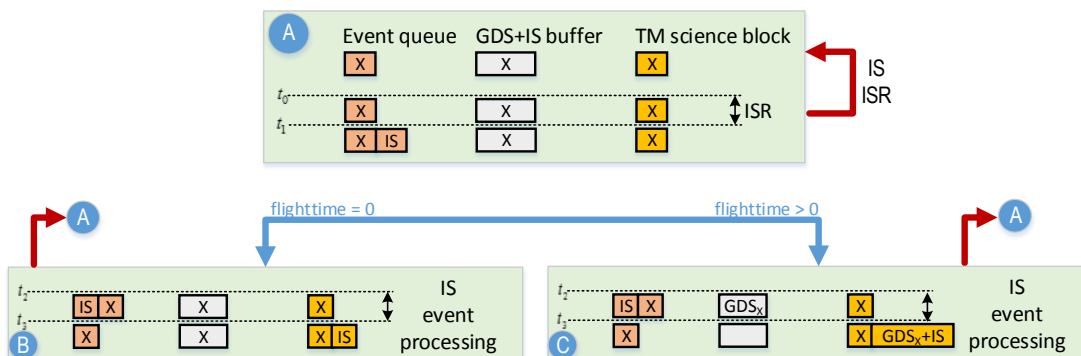 A
Event queue GDS+IS buffer TM science block
X X X
t0
X X X
ISR
t1
X IS X X
IS
ISR
A
flighttime = 0 flighttime > 0
A
t2
IS X X X
t3
X X X IS
B
IS
event
processing
t2
IS X GDSX X
t3
X X GDSX+IS
C
IS
event
processing